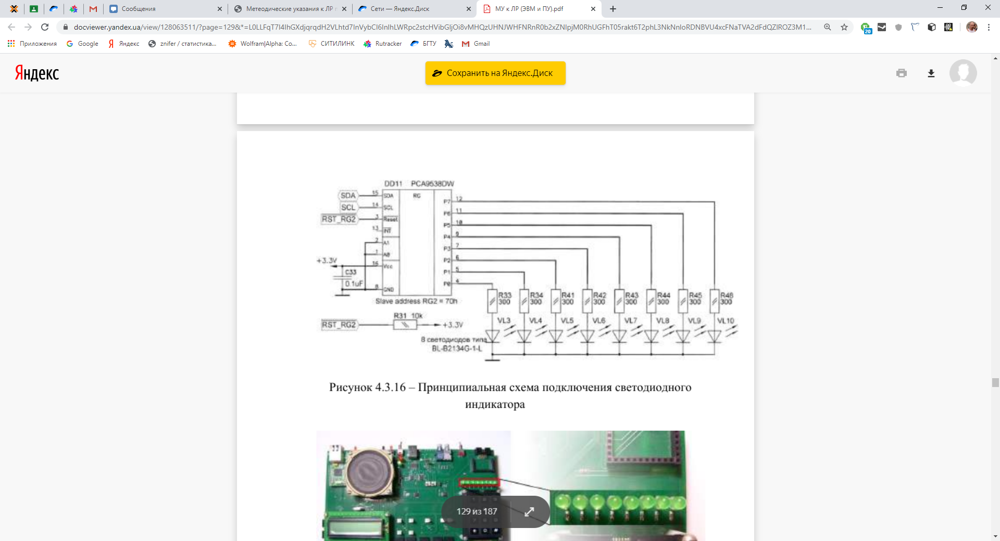 Сообщения
Метеодические указания к ЛР п
Сети — Яндекс.Диск
МУ к ЛР (ЭВМ и ПУ).pdf
docviewer.yandex.ua/view/128063511/?page=129&*=
20
Приложения
Google
Яндекс
znifer / статистика...
Wolfram|Alpha: Co...
СИТИЛИНК
Rutracker
БГТУ
Gmail
Яндекс
Сохранить на Яндекс.Диск
DD11 PCA9538DW
SDA 15 SDA RG P7 12
SCL 14 SCL P6 11
RST_RG2 3 Reset P5 10
13 INT P4 9
2 A1 P3 7
1 A0 P2 6
+3.3V 16 Vcc P1 5
C33
0.1uF 8 GND P0 4
Slave address RG2 = 70h
R33 300 R34 300 R41 300 R42 300 R43 300 R44 300 R45 300 R46 300
R31 10k
RST_RG2 +3.3V
VL3 VL4 VL5 VL6 VL7 VL8 VL9 VL10
8 светодиодов типа
BL-B2134G-1-L
Рисунок 4.3.16 – Принципиальная схема подключения светодиодного
индикатора
129 из 187